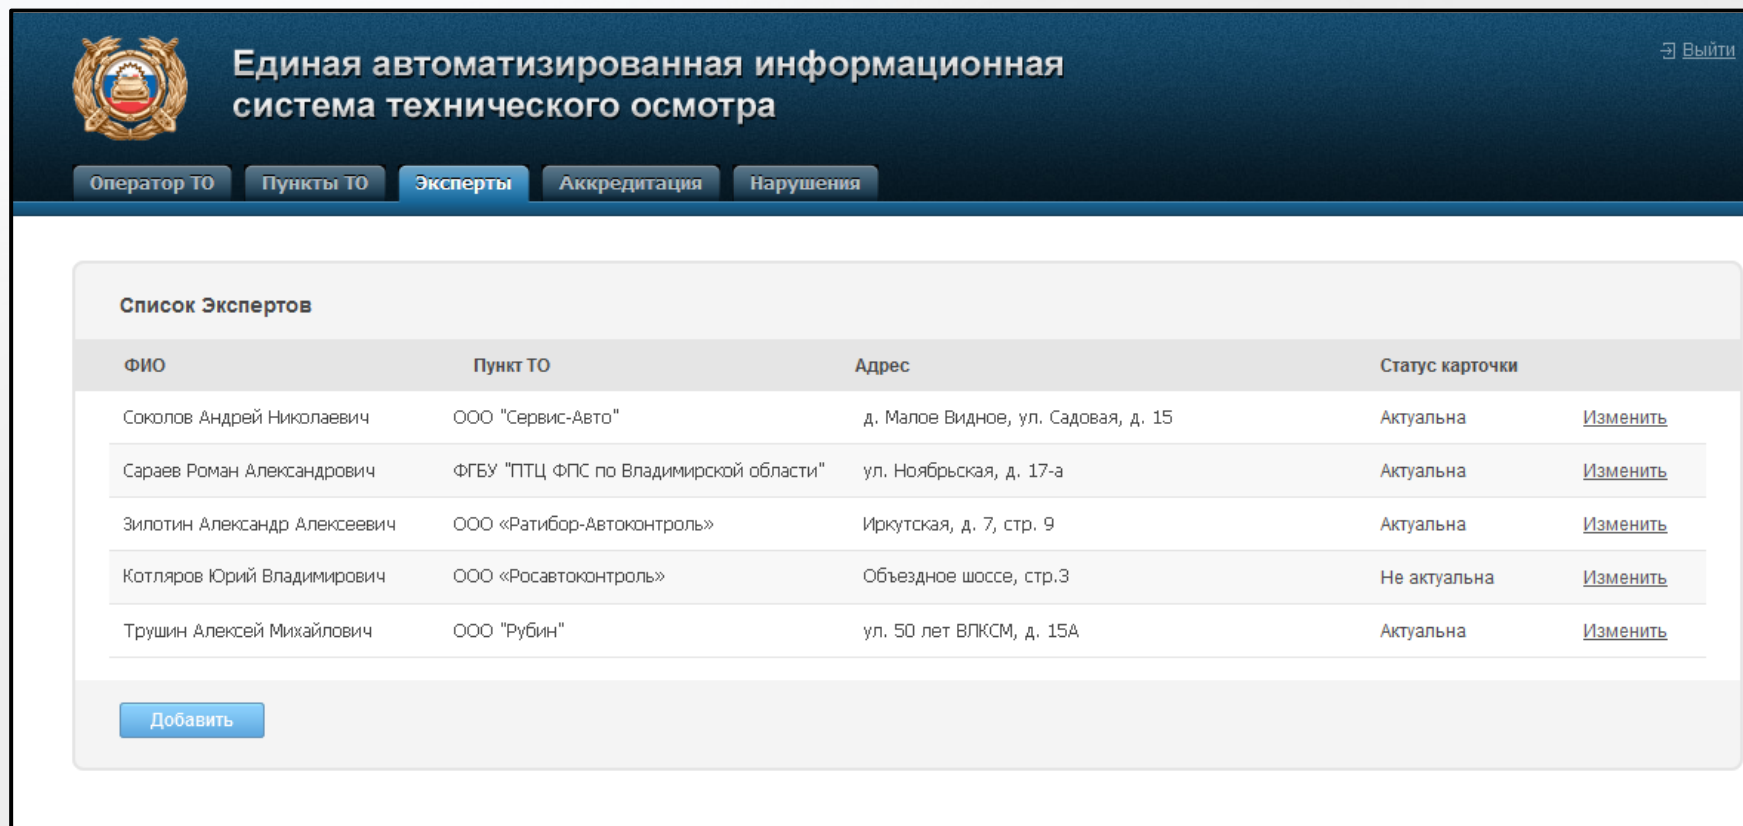 Единая автоматизированная информационная
система технического осмотра
Выйти
Оператор ТО Пункты ТО Эксперты Аккредитация Нарушения
Список Экспертов
ФИО Пункт ТО Адрес Статус карточки
Соколов Андрей Николаевич ООО "Сервис-Авто" д. Малое Видное, ул. Садовая, д. 15 Актуальна Изменить
Сараев Роман Александрович ФГБУ "ПТЦ ФПС по Владимирской области" ул. Ноябрьская, д. 17-а Актуальна Изменить
Зилотин Александр Алексеевич ООО «Ратибор-Автоконтроль» Иркутская, д. 7, стр. 9 Актуальна Изменить
Котляров Юрий Владимирович ООО «Росавтоконтроль» Объездное шоссе, стр.3 Не актуальна Изменить
Трушин Алексей Михайлович ООО "Рубин" ул. 50 лет ВЛКСМ, д. 15А Актуальна Изменить
Добавить